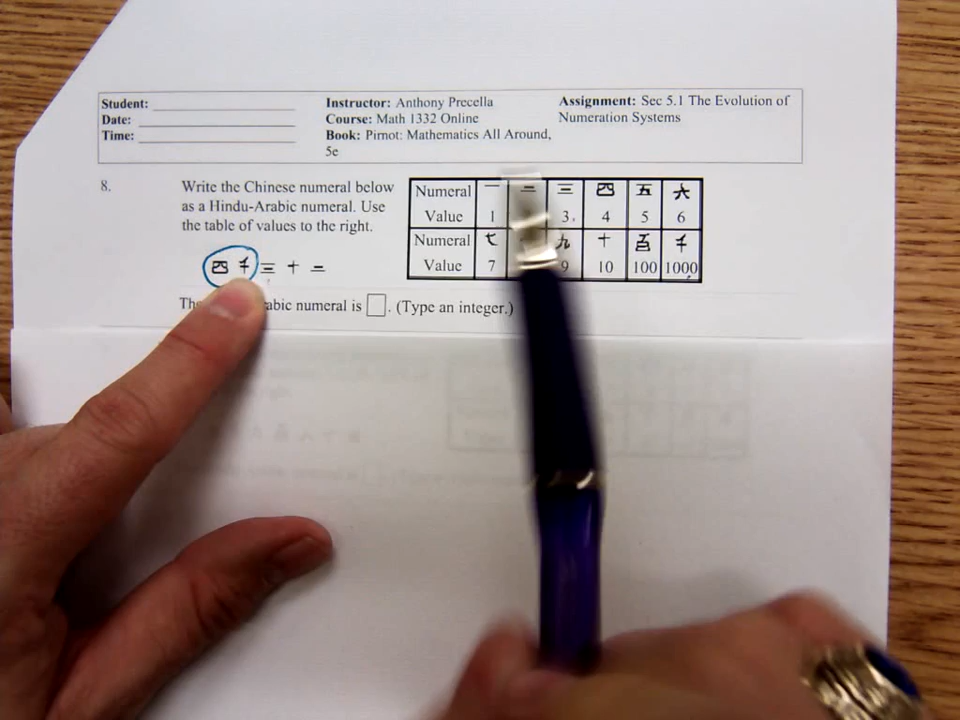 Student:
Date:
Time:
Instructor: Anthony Precella
Course: Math 1332 Online
Book: Pirnot: Mathematics All Around,
5e
Assignment: Sec 5.1 The Evolution of
Numeration Systems
8.
Write the Chinese numeral below
as a Hindu-Arabic numeral. Use
the table of values to the right.
四 千 三 十 二
Numeral 一 二 三 四 五 六
Value 1 3 4 5 6
Numeral 七 九 十 百 千
Value 7 9 10 100 1000
abic numeral is . (Type an integer.)